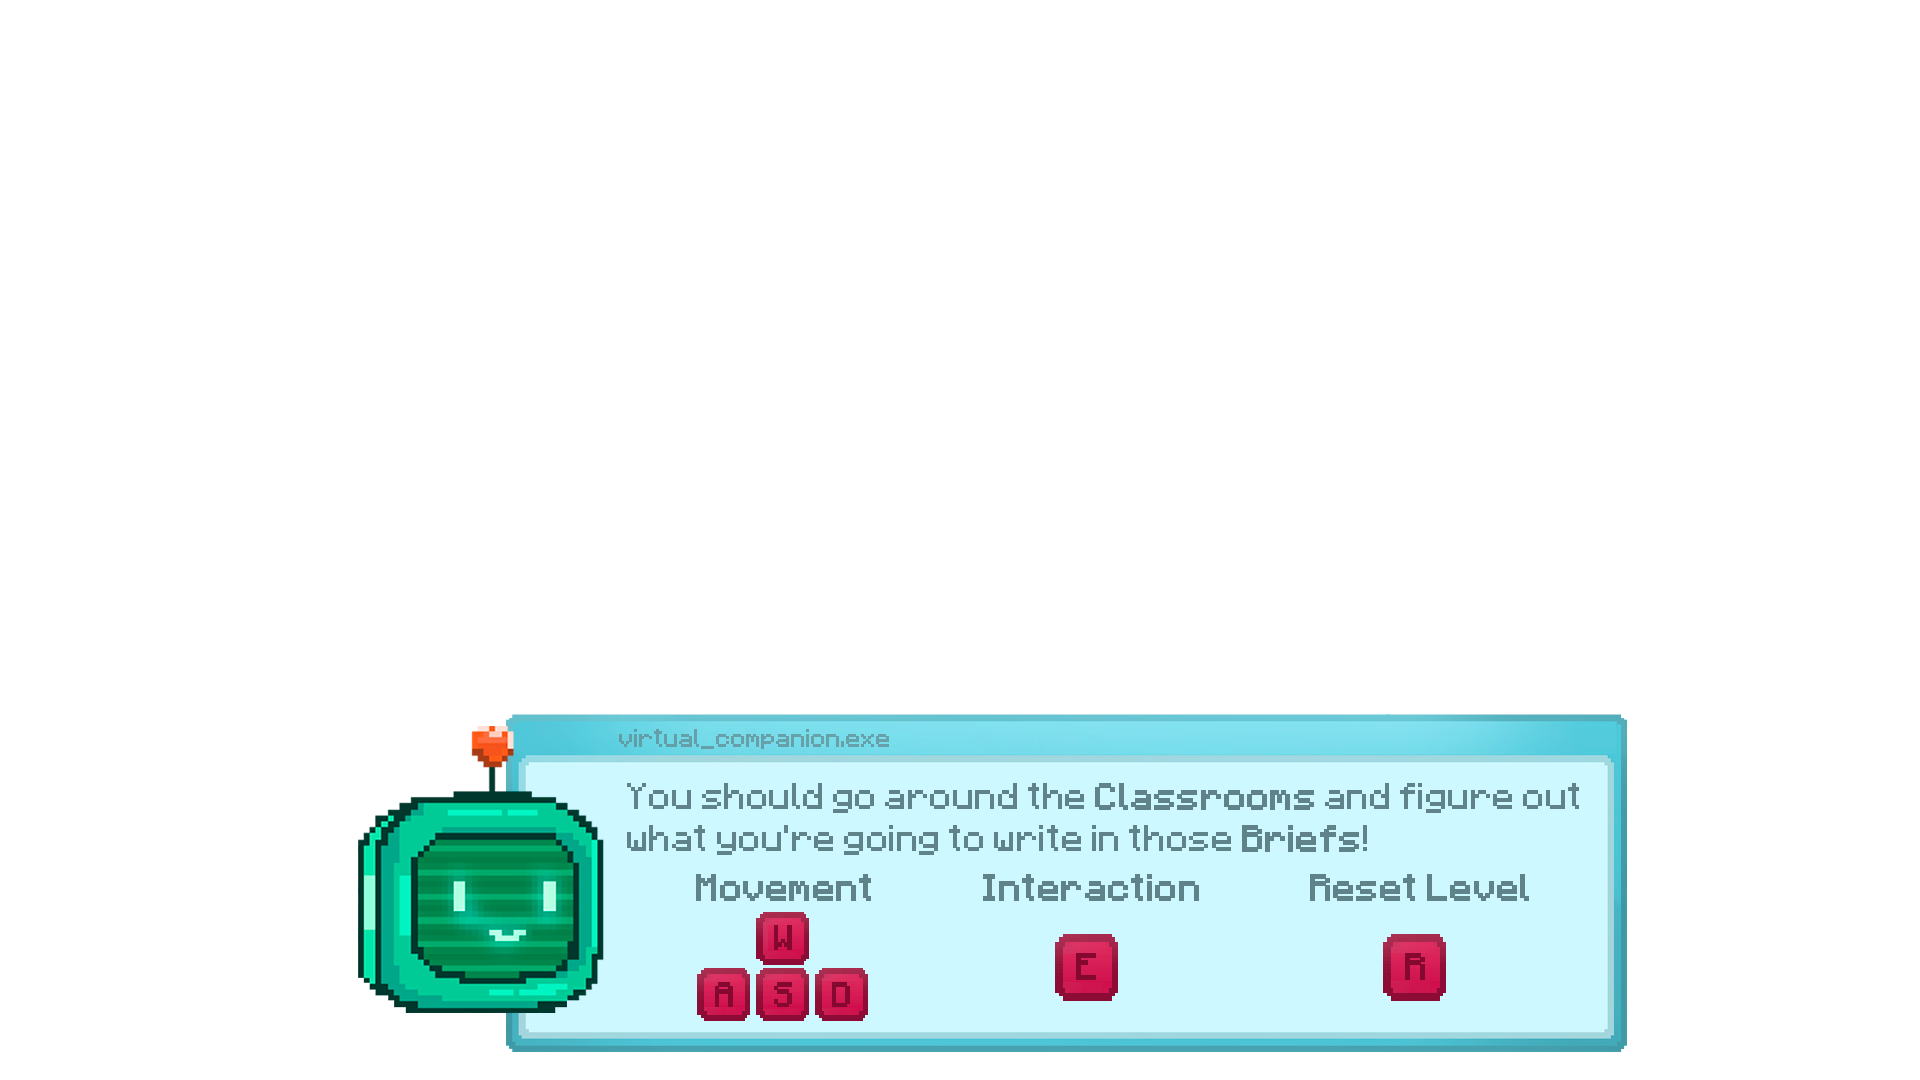 virtual_companion.exe
You should go around the Classrooms and figure out
what you're going to write in those Briefs!
Movement Interaction Reset Level
W
E R
A S D